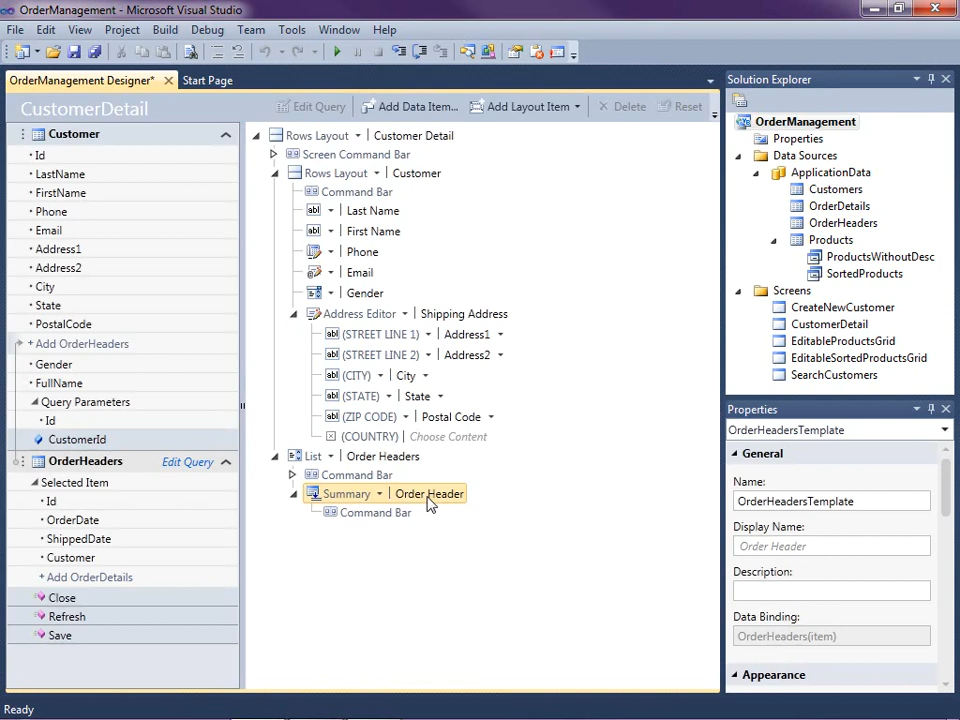 OrderManagement - Microsoft Visual Studio
File Edit View Project Build Debug Team Tools Window Help
OrderManagement Designer* Start Page
CustomerDetail
Customer
Id
LastName
FirstName
Phone
Email
Address1
Address2
City
State
PostalCode
+ Add OrderHeaders
Gender
FullName
Query Parameters
Id
CustomerId
OrderHeaders Edit Query
Selected Item
Id
OrderDate
ShippedDate
Customer
+ Add OrderDetails
Close
Refresh
Save
Edit Query Add Data Item... Add Layout Item Delete Reset
Rows Layout | Customer Detail
Screen Command Bar
Rows Layout | Customer
Command Bar
abl | Last Name
abl | First Name
| Phone
| Email
| Gender
Address Editor | Shipping Address
abl (STREET LINE 1) | Address1
abl (STREET LINE 2) | Address2
abl (CITY) | City
abl (STATE) | State
abl (ZIP CODE) | Postal Code
(COUNTRY) | Choose Content
List | Order Headers
Command Bar
Summary | Order Header
Command Bar
Solution Explorer
OrderManagement
Properties
Data Sources
ApplicationData
Customers
OrderDetails
OrderHeaders
Products
ProductsWithoutDesc
SortedProducts
Screens
CreateNewCustomer
CustomerDetail
EditableProductsGrid
EditableSortedProductsGrid
SearchCustomers
Properties
OrderHeadersTemplate
General
Name:
OrderHeadersTemplate
Display Name:
Order Header
Description:
Data Binding:
OrderHeaders(item)
Appearance
Ready